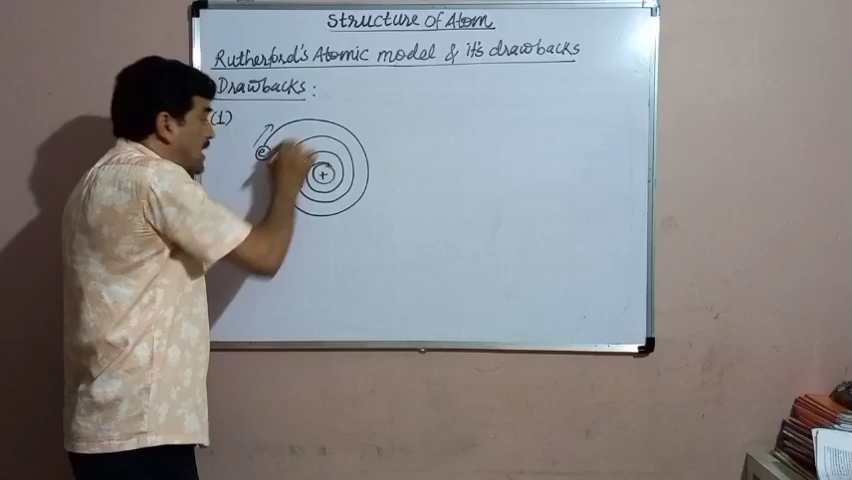 Structure of Atom
Rutherford's Atomic model & it's drawbacks
Drawbacks :
(1)
e
+